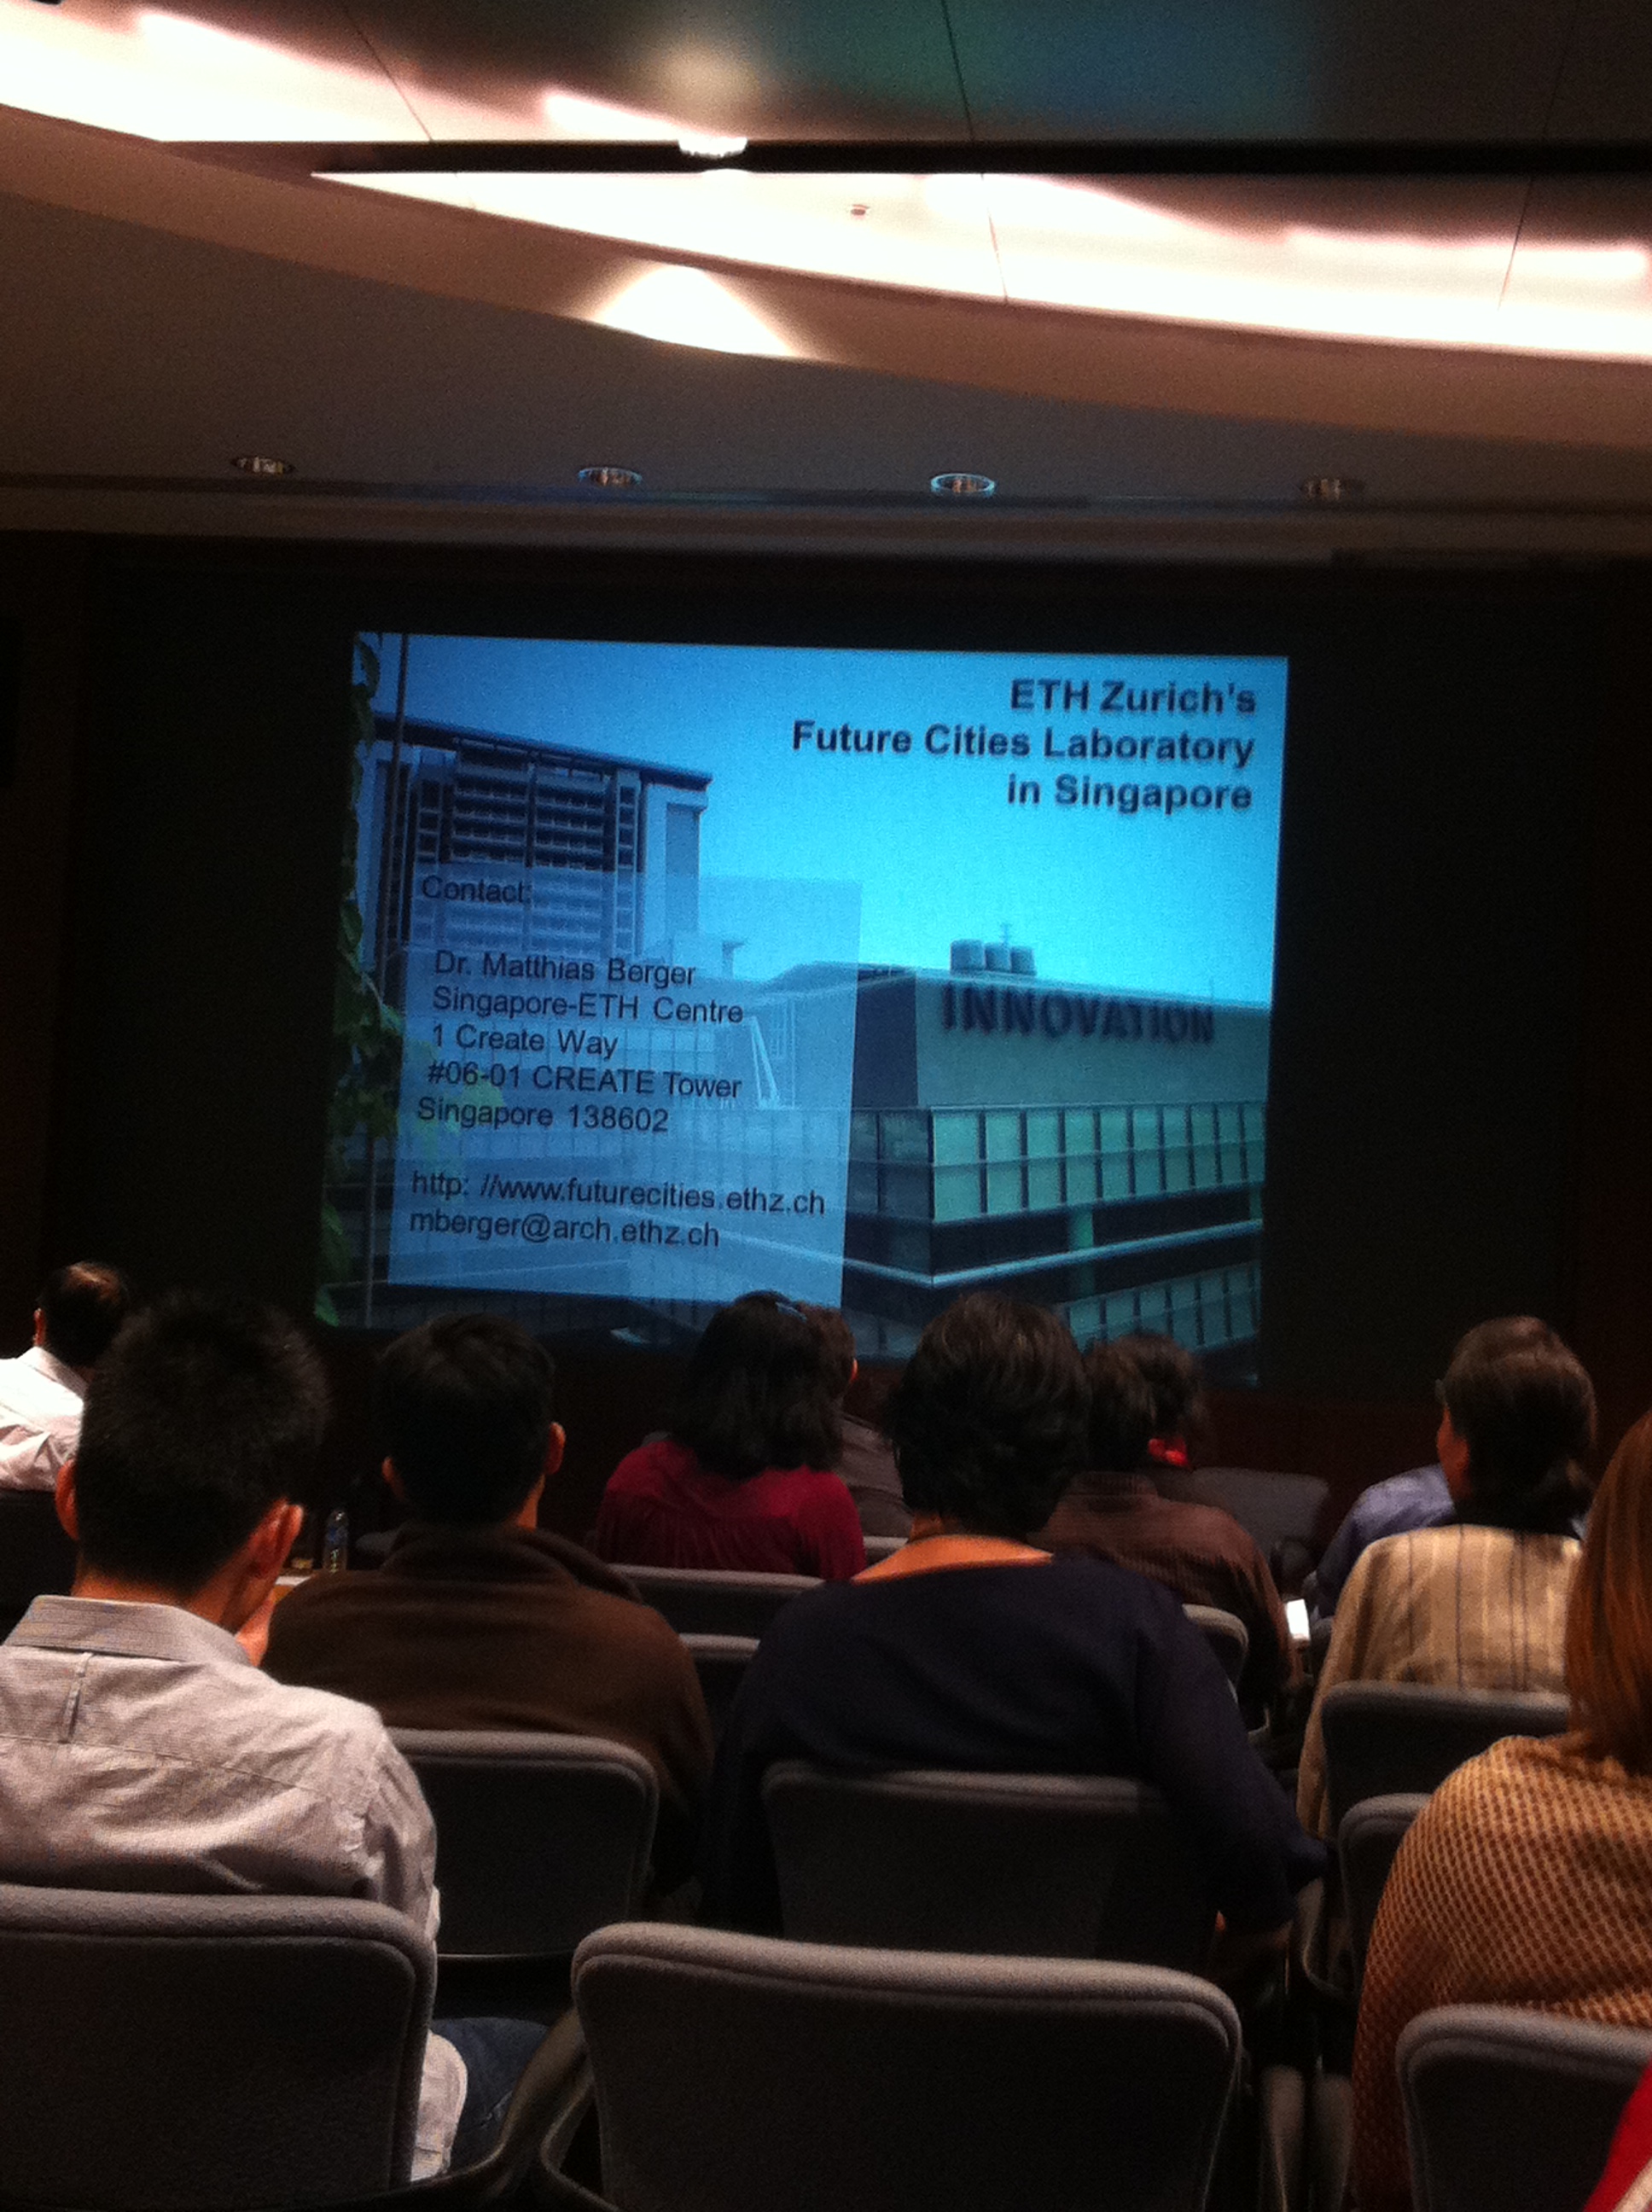 ETH Zurich's
Future Cities Laboratory
in Singapore
Contact:
Dr. Matthias Berger
Singapore-ETH Centre
1 Create Way
#06-01 CREATE Tower
Singapore 138602
http: //www.futurecities.ethz.ch
mberger@arch.ethz.ch
INNOVATION